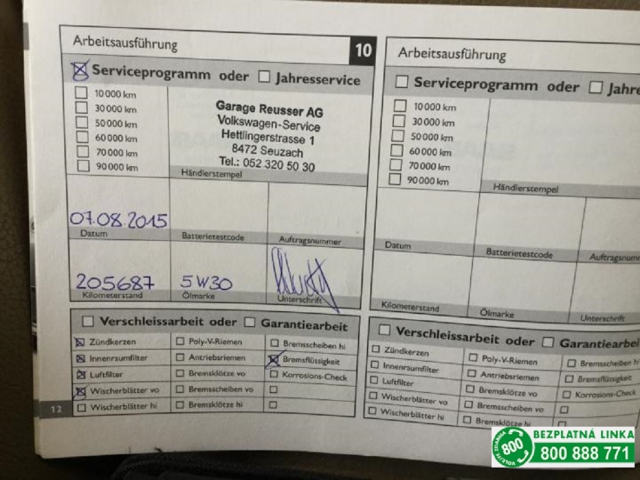 Arbeitsausführung
10
Serviceprogramm oder Jahresservice
10 000 km
30 000 km
50 000 km
60 000 km
70 000 km
90 000 km
Garage Reusser AG
Volkswagen-Service
Hettlingerstrasse 1
8472 Seuzach
Tel.: 052 320 50 30
Händlerstempel
07.08.2015
Datum Batterietestcode Auftragsnummer
205687 5W30
Kilometerstand Ölmarke Unterschrift
Verschleissarbeit oder Garantiearbeit
Zündkerzen Poly-V-Riemen Bremsscheiben hi
Innenraumfilter Antriebsriemen Bremsflüssigkeit
Luftfilter Bremsklötze vo Korrosions-Check
Wischerblätter vo Bremsscheiben vo
Wischerblätter hi Bremsklötze hi
12
Arbeitsausführung
Serviceprogramm oder Jahre
10 000 km
30 000 km
50 000 km
60 000 km
70 000 km
90 000 km
Händlerstempel
Datum Batterietestcode Auftragsnumm
Kilometerstand Ölmarke Unterschrift
Verschleissarbeit oder Garantiearbe
Zündkerzen Poly-V-Riemen Bremsscheiben hi
Innenraumfilter Antriebsriemen Bremsflüssigkeit
Luftfilter Bremsklötze vo Korrosions-C
Wischerblätter vo Bremsscheiben vo
Wischerblätter hi Bremsklötze hi
800
BEZPLATNÁ LINKA
800 888 771